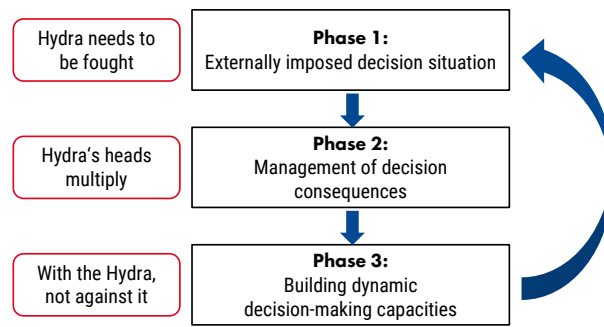 Hydra needs to
be fought
Phase 1:
Externally imposed decision situation
Hydra‘s heads
multiply
Phase 2:
Management of decision
consequences
With the Hydra,
not against it
Phase 3:
Building dynamic
decision-making capacities